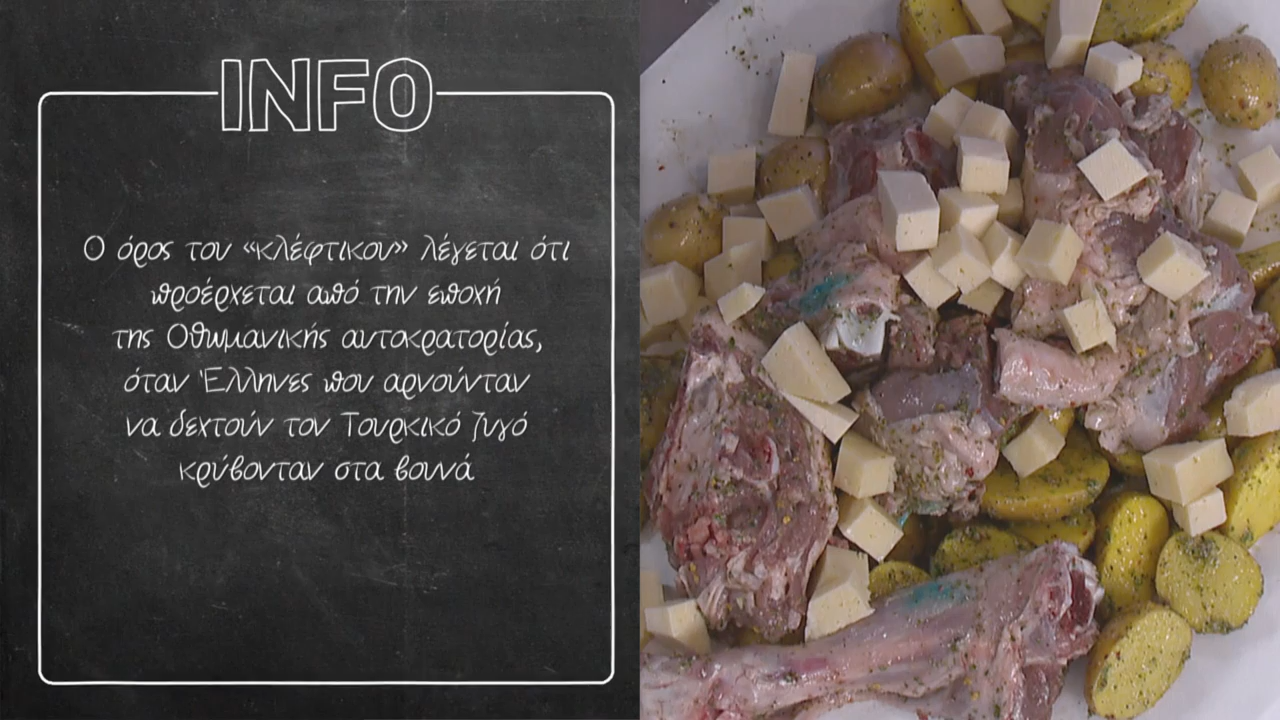 INFO
Ο όρος του «κλέφτικου» λέγεται ότι
προέρχεται από την εποχή
της Οθωμανικής αυτοκρατορίας,
όταν Έλληνες που αρνούνταν
να δεχτούν τον Τουρκικό ζυγό
κρύβονταν στα βουνά